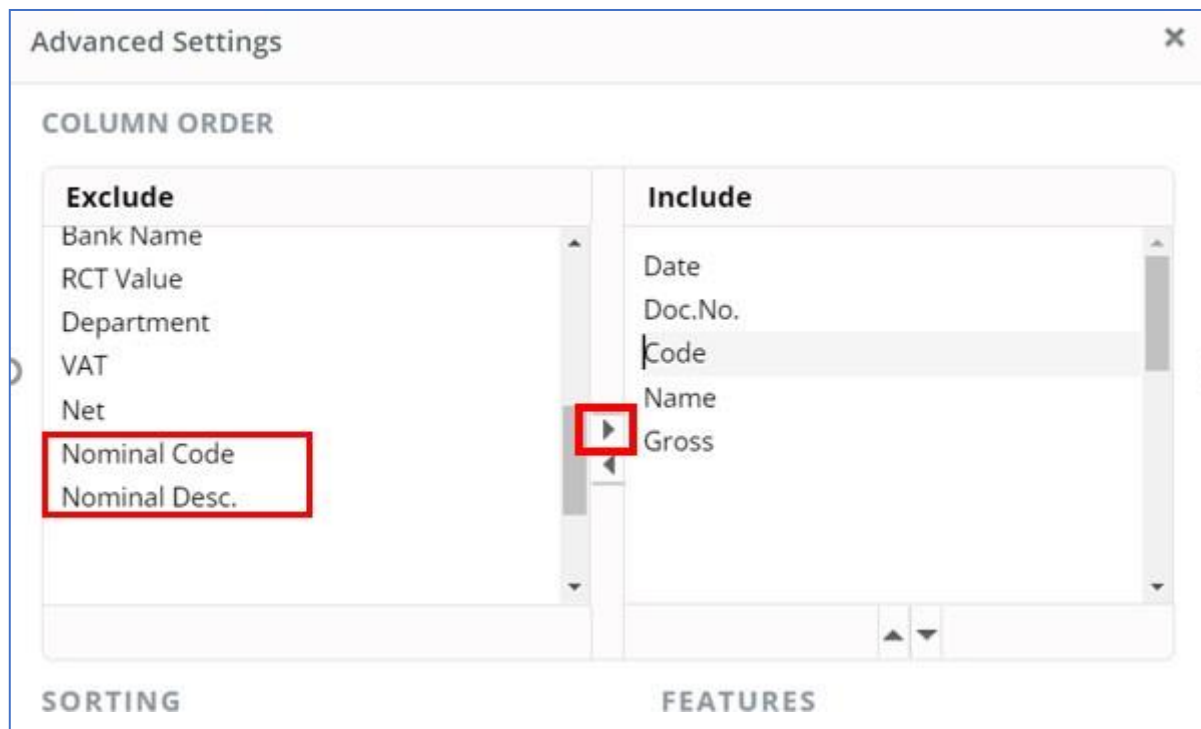 Advanced Settings
COLUMN ORDER
Exclude
Bank Name
RCT Value
Department
VAT
Net
Nominal Code
Nominal Desc.
Include
Date
Doc.No.
Code
Name
Gross
SORTING
FEATURES